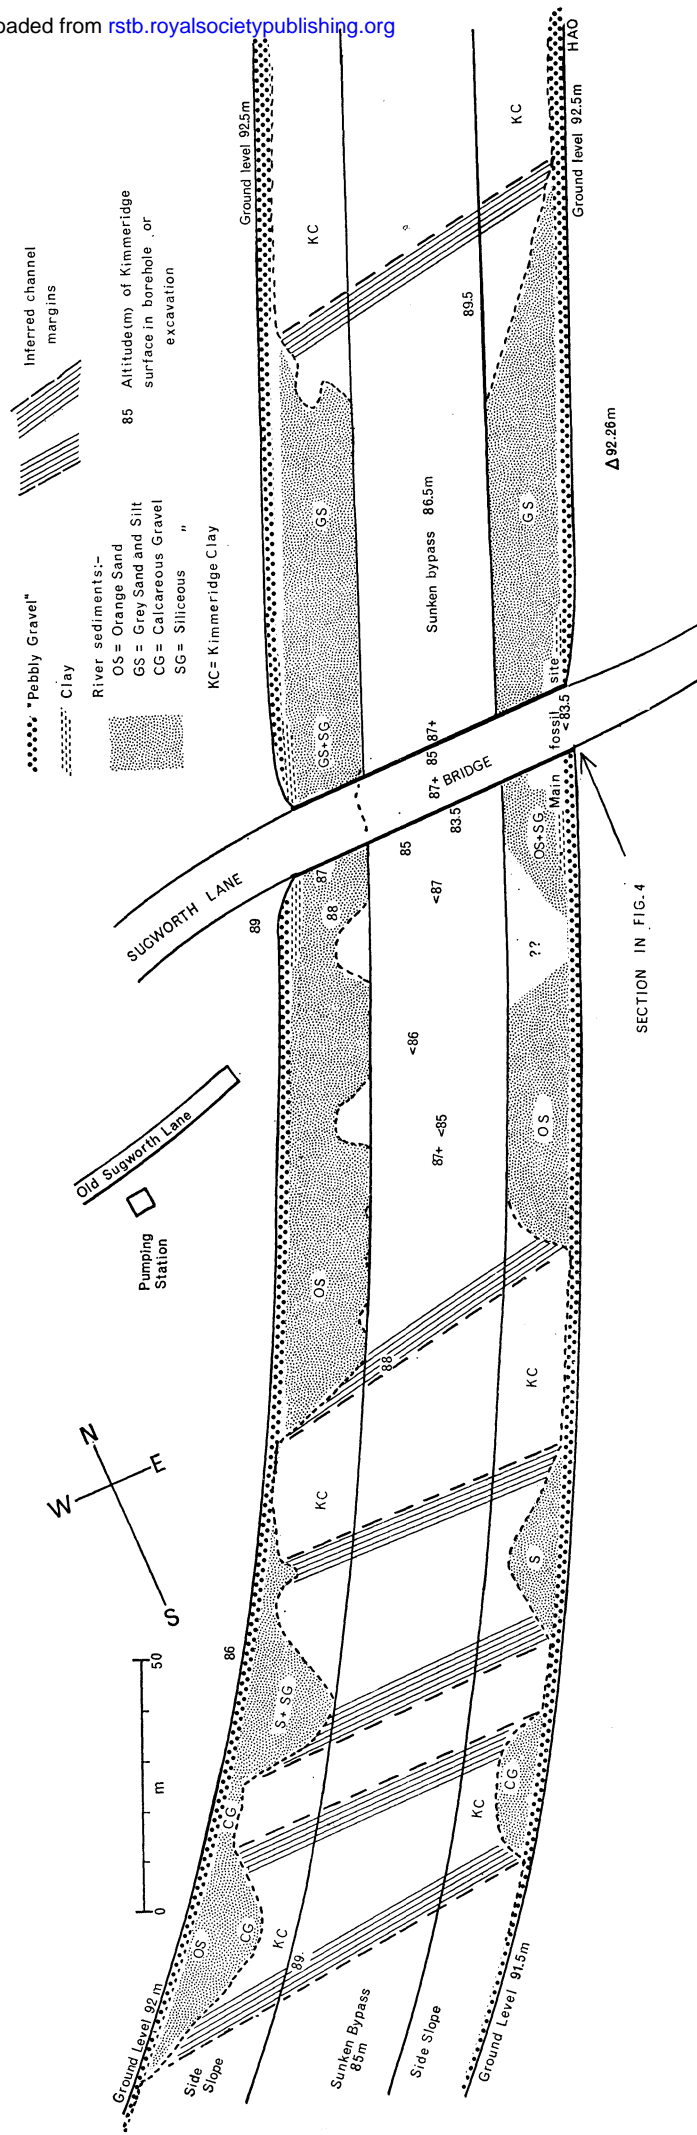 oaded from rstb.royalsocietypublishing.org
"Pebbly Gravel"
Clay
River sediments:-
OS = Orange Sand
GS = Grey Sand and Silt
CG = Calcareous Gravel
SG = Siliceous "
KC = Kimmeridge Clay
Inferred channel
margins
85 Altitude(m) of Kimmeridge
surface in borehole or
excavation
N
W
E
S
0
m
50
Pumping
Station
Old Sugworth Lane
SUGWORTH LANE
BRIDGE
Ground Level 92 m
Side
Slope
OS
CG
CG
KC
89
S + SG
86
KC
OS
88
89
88
87
GS+SG
GS
KC
Ground level 92.5m
Sunken Bypass
85m
88
87+
<85
<86
<87
85
83.5
87+
85
87+
Sunken bypass 86.5m
89.5
Side Slope
KC
CG
S
KC
OS
??
OS+SG
Main fossil site
<83.5
GS
KC
Ground level 91.5m
Ground level 92.5m
HAO
SECTION IN FIG.4
Δ 92.26m